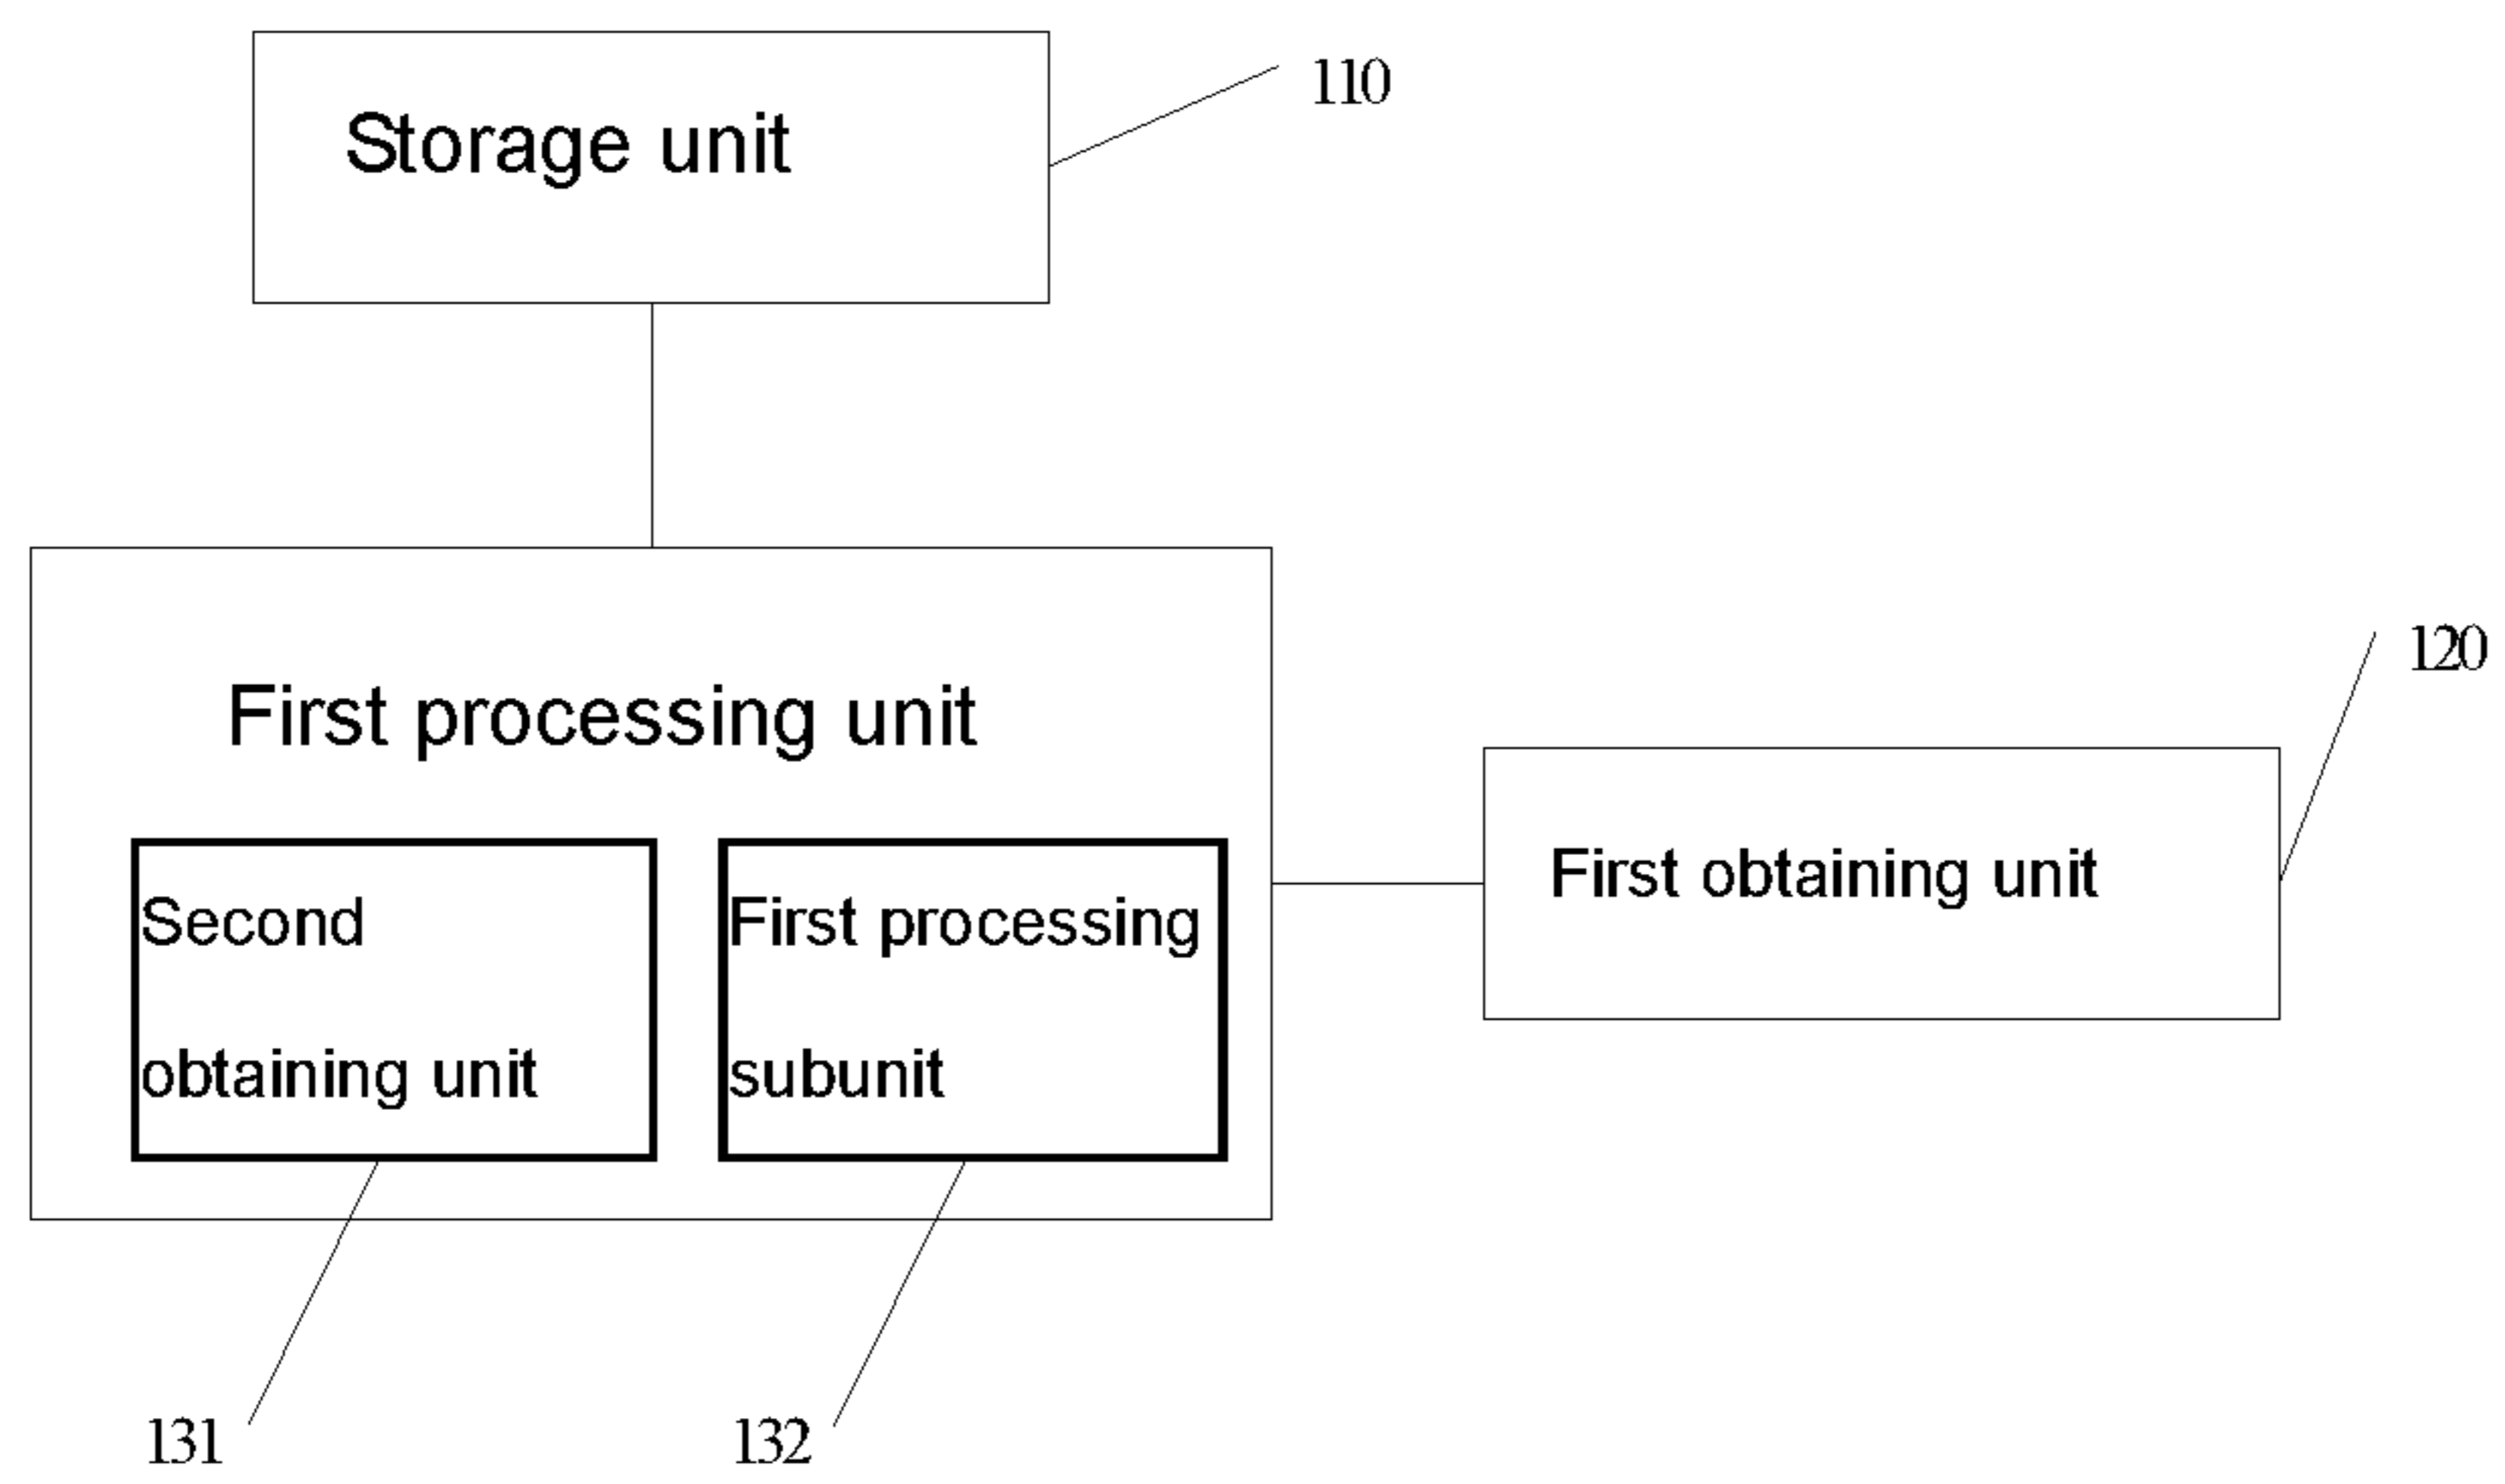 Storage unit
110
First processing unit
120
First obtaining unit
Second
obtaining unit
First processing
subunit
131
132